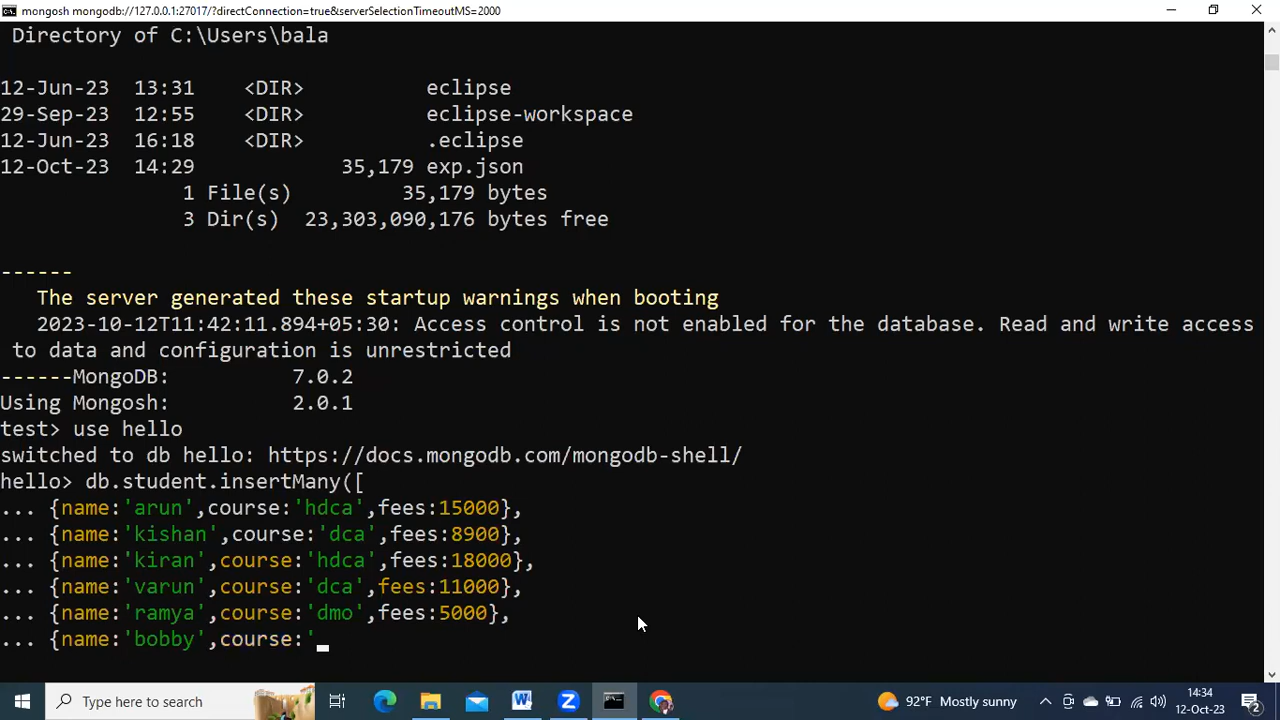 mongosh mongodb://127.0.0.1:27017/?directConnection=true&serverSelectionTimeoutMS=2000
Directory of C:\Users\bala
12-Jun-23  13:31    <DIR>          eclipse
29-Sep-23  12:55    <DIR>          eclipse-workspace
12-Jun-23  16:18    <DIR>          .eclipse
12-Oct-23  14:29            35,179 exp.json
1 File(s)         35,179 bytes
3 Dir(s)  23,303,090,176 bytes free
------
The server generated these startup warnings when booting
2023-10-12T11:42:11.894+05:30: Access control is not enabled for the database. Read and write access
to data and configuration is unrestricted
------MongoDB:          7.0.2
Using Mongosh:          2.0.1
test> use hello
switched to db hello: https://docs.mongodb.com/mongodb-shell/
hello> db.student.insertMany([
... {name:'arun',course:'hdca',fees:15000},
... {name:'kishan',course:'dca',fees:8900},
... {name:'kiran',course:'hdca',fees:18000},
... {name:'varun',course:'dca',fees:11000},
... {name:'ramya',course:'dmo',fees:5000},
... {name:'bobby',course:'
Type here to search
92°F Mostly sunny
14:34
12-Oct-23
2